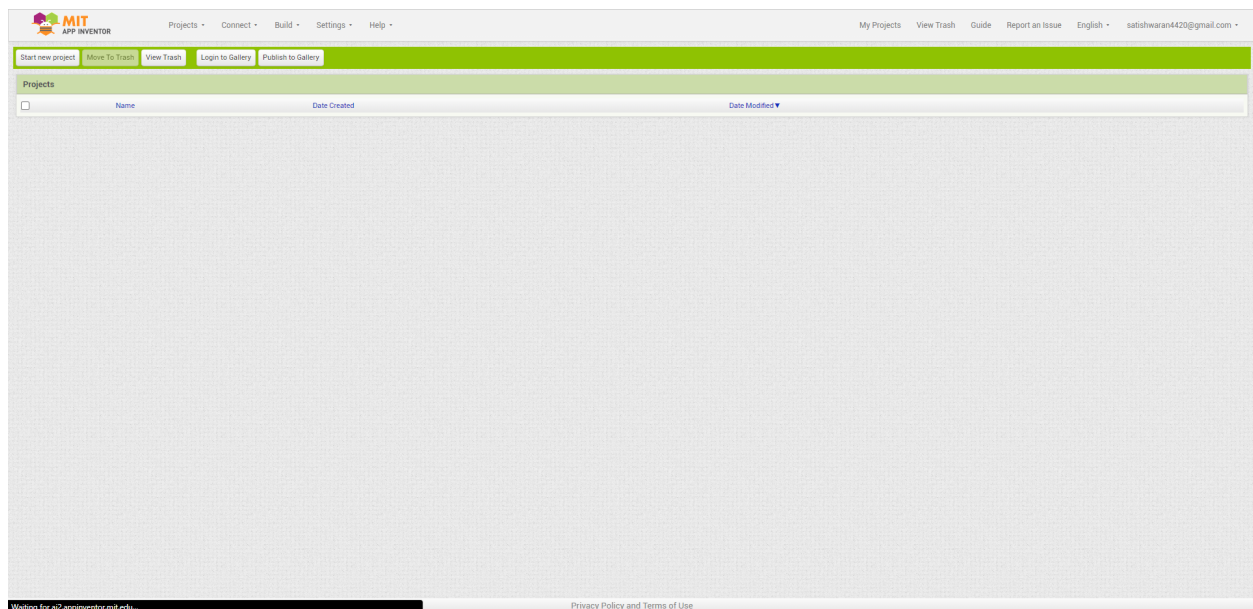 MIT
APP INVENTOR
Projects Connect Build Settings Help My Projects View Trash Guide Report an Issue English satishwaran4420@gmail.com
Start new project Move To Trash View Trash Login to Gallery Publish to Gallery
Projects
Name Date Created Date Modified▼
Waiting for ai2.appinventor.mit.edu... Privacy Policy and Terms of Use